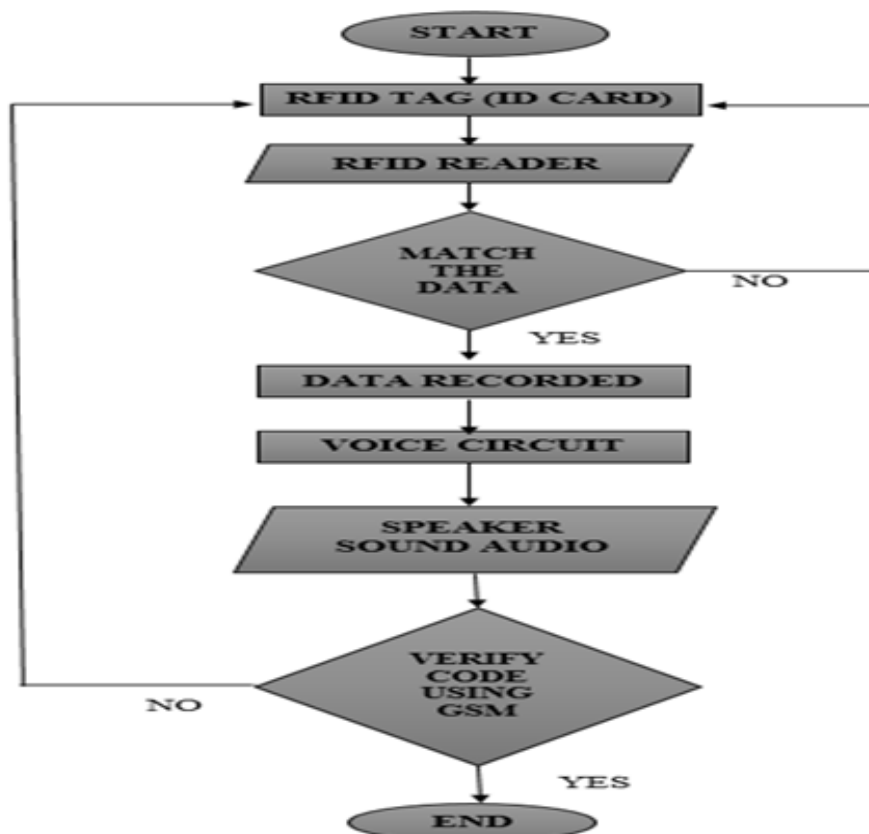 START
RFID TAG (ID CARD)
RFID READER
MATCH
THE
DATA
NO
YES
DATA RECORDED
VOICE CIRCUIT
SPEAKER
SOUND AUDIO
VERIFY
CODE
USING
GSM
NO
YES
END